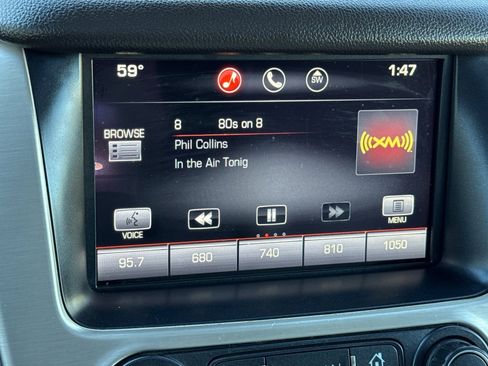 59°
SW
1:47
BROWSE
8 80s on 8
Phil Collins
In the Air Tonig
((XM))
VOICE
MENU
95.7 680 740 810 1050